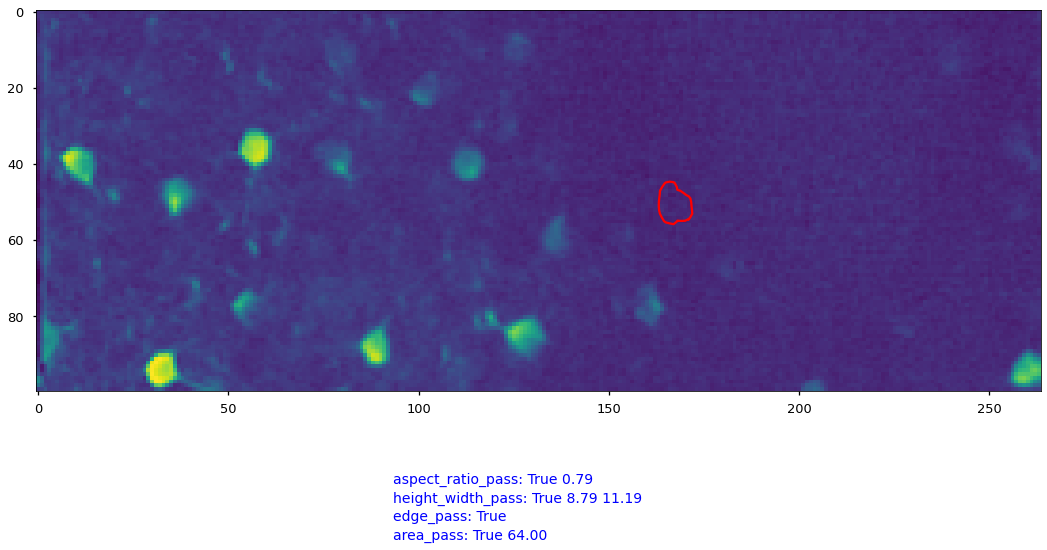 0
20
40
60
80
0 50 100 150 200 250
aspect_ratio_pass: True 0.79
height_width_pass: True 8.79 11.19
edge_pass: True
area_pass: True 64.00